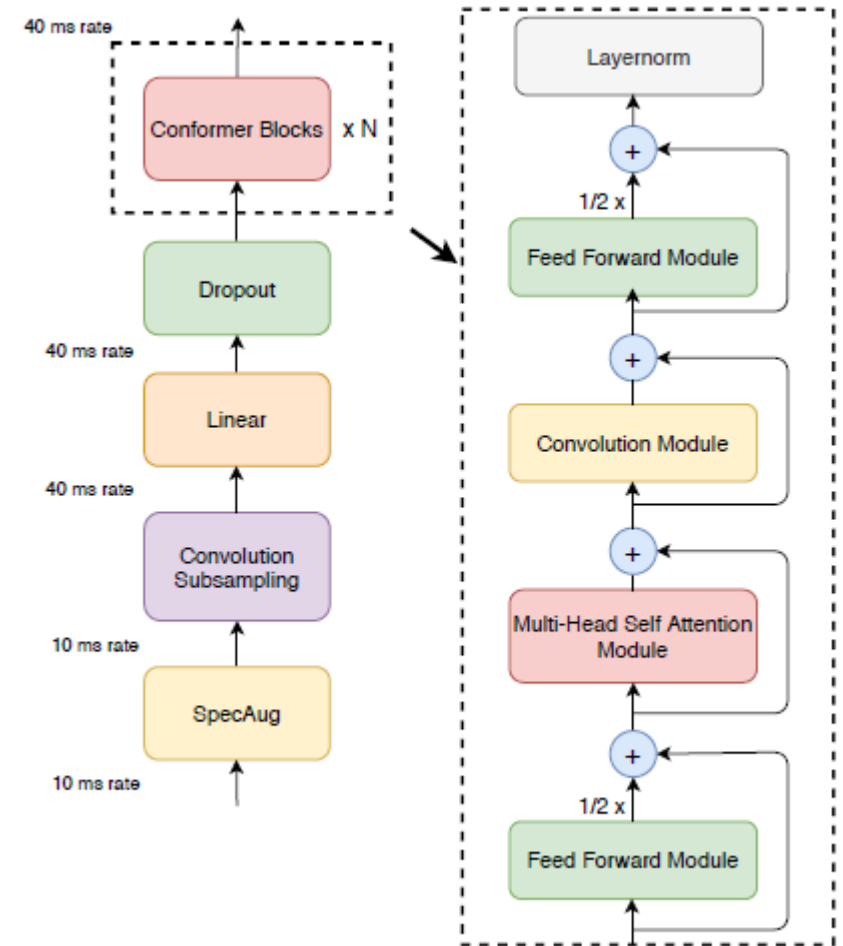 40 ms rate
Conformer Blocks
x N
Dropout
40 ms rate
Linear
40 ms rate
Convolution
Subsampling
10 ms rate
SpecAug
10 ms rate
Layernorm
+
1/2 x
Feed Forward Module
+
Convolution Module
+
Multi-Head Self Attention
Module
+
1/2 x
Feed Forward Module